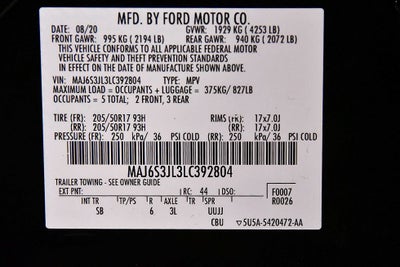 MFD. BY FORD MOTOR CO.
DATE: 08/20 GVWR: 1929 KG ( 4253 LB)
FRONT GAWR: 995 KG ( 2194 LB) REAR GAWR: 940 KG ( 2072 LB)
THIS VEHICLE CONFORMS TO ALL APPLICABLE FEDERAL MOTOR
VEHICLE SAFETY AND THEFT PREVENTION STANDARDS
IN EFFECT ON THE DATE OF MANUFACTURE SHOWN ABOVE.
VIN: MAJ6S3JL3LC392804 TYPE: MPV
MAXIMUM LOAD = OCCUPANTS + LUGGAGE = 375KG/ 827LB
OCCUPANTS = 5 TOTAL; 2 FRONT, 3 REAR
TIRE (FR): 205/50R17 93H RIMS (FR): 17x7.0J
(RR): 205/50R17 93H (RR): 17x7.0J
PRESSURE (FR): 250 kPa/ 36 PSI COLD (RR): 250 kPa/ 36 PSI COLD
MAJ6S3JL3LC392804
TRAILER TOWING - SEE OWNER GUIDE
EXT PNT: RC: 44 DSO: F0007
R0026
INT TR TP/PS R AXLE TR SPR
SB 6 3L UUJJ
CBU 5U5A-5420472-AA